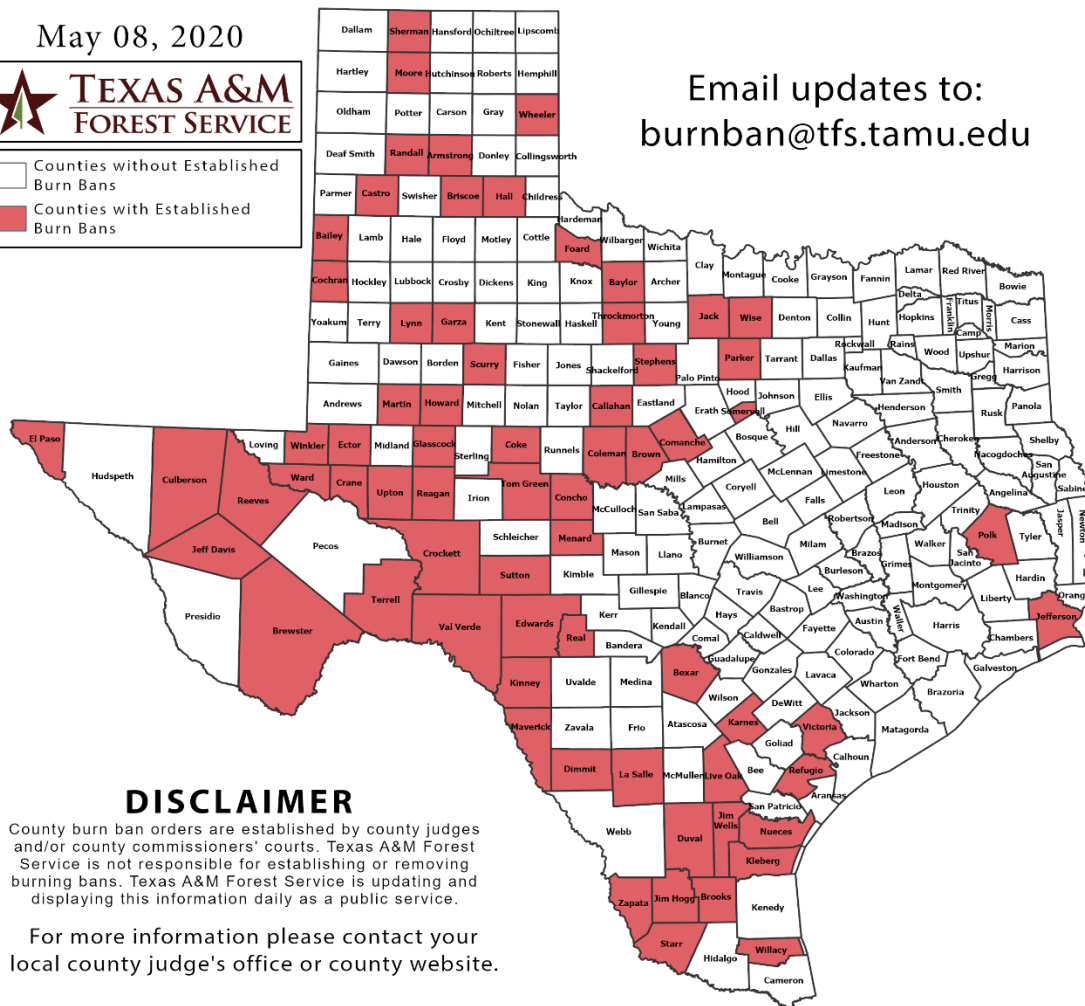 May 08, 2020
TEXAS A&M
FOREST SERVICE
Counties without Established
Burn Bans
Counties with Established
Burn Bans
Email updates to:
burnban@tfs.tamu.edu
Dallam Sherman Hansford Ochiltree Lipscomb
Hartley Moore Hutchinson Roberts Hemphill
Oldham Potter Carson Gray Wheeler
Deaf Smith Randall Armstrong Donley Collingsworth
Parmer Castro Swisher Briscoe Hall Childress
Hardeman
Bailey Lamb Hale Floyd Motley Cottle Foard Wilbarger Wichita
Clay Montague Cooke Grayson Fannin Lamar Red River Bowie
Cochran Hockley Lubbock Crosby Dickens King Knox Baylor Archer
Delta Franklin Titus Morris Cass
Yoakum Terry Lynn Garza Kent Stonewall Haskell Throckmorton Young Jack Wise Denton Collin Hunt Hopkins Camp
Rockwall Rains Wood Upshur Marion
Gaines Dawson Borden Scurry Fisher Jones Shackelford Stephens Palo Pinto Parker Tarrant Dallas Kaufman Van Zandt Smith Gregg Harrison
Andrews Martin Howard Mitchell Nolan Taylor Callahan Eastland Erath Hood Somervell Johnson Ellis Henderson Rusk Panola
El Paso Hudspeth Culberson Reeves Loving Winkler Ector Midland Glasscock Sterling Coke Runnels Coleman Brown Comanche Hamilton Bosque Hill Navarro Freestone Anderson Cherokee Nacogdoches Shelby
San Augustine Sabine
Ward Crane Upton Reagan Irion Tom Green Concho McCulloch San Saba Mills Lampasas Coryell McLennan Limestone Falls Leon Houston Angelina
Trinity Polk Tyler Jasper Newton
Jeff Davis Pecos Crockett Schleicher Menard Mason Llano Burnet Bell Williamson Milam Robertson Brazos Madison Grimes Walker San Jacinto Hardin
Presidio Brewster Terrell Sutton Kimble Gillespie Blanco Travis Lee Burleson Washington Montgomery Liberty Jefferson
Val Verde Edwards Real Kerr Kendall Bandera Hays Comal Caldwell Bastrop Fayette Austin Waller Harris Chambers
Kinney Uvalde Medina Bexar Guadalupe Gonzales Lavaca Colorado Fort Bend Galveston
Wilson DeWitt Wharton Brazoria
Maverick Zavala Frio Atascosa Karnes Goliad Victoria Jackson Matagorda
Dimmit La Salle McMullen Live Oak Bee Refugio Calhoun
Aransas
San Patricio
Webb Duval Jim Wells Nueces
Kleberg
Zapata Jim Hogg Brooks Kenedy
Starr Hidalgo Willacy
Cameron
DISCLAIMER
County burn ban orders are established by county judges
and/or county commissioners' courts. Texas A&M Forest
Service is not responsible for establishing or removing
burning bans. Texas A&M Forest Service is updating and
displaying this information daily as a public service.
For more information please contact your
local county judge's office or county website.